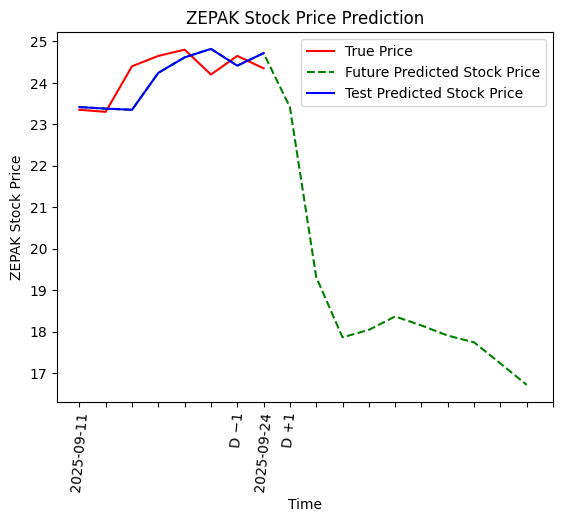 ZEPAK Stock Price Prediction
True Price
Future Predicted Stock Price
Test Predicted Stock Price
ZEPAK Stock Price
25
24
23
22
21
20
19
18
17
2025-09-11
D −1
2025-09-24
D +1
Time